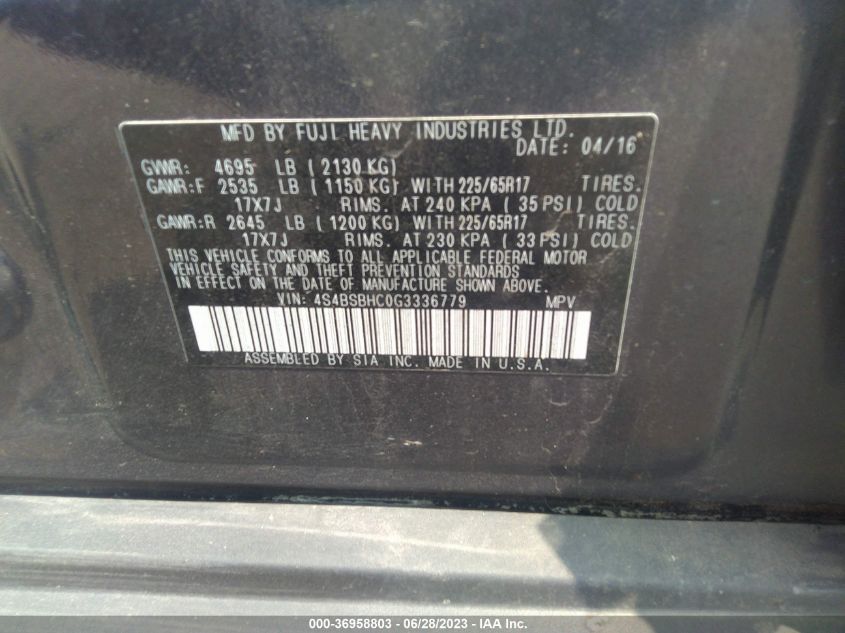 MFD BY FUJI HEAVY INDUSTRIES LTD.
DATE: 04/16
GVWR: 4695 LB ( 2130 KG)
GAWR:F 2535 LB ( 1150 KG) WITH 225/65R17 TIRES.
17X7J RIMS. AT 240 KPA ( 35 PSI) COLD
GAWR:R 2645 LB ( 1200 KG) WITH 225/65R17 TIRES.
17X7J RIMS. AT 230 KPA ( 33 PSI) COLD
THIS VEHICLE CONFORMS TO ALL APPLICABLE FEDERAL MOTOR
VEHICLE SAFETY AND THEFT PREVENTION STANDARDS
IN EFFECT ON THE DATE OF MANUFACTURE SHOWN ABOVE.
VIN: 4S4BSBHC0G3336779 MPV
ASSEMBLED BY SIA INC. MADE IN U.S.A.
000-36958803 - 06/28/2023 - IAA Inc.